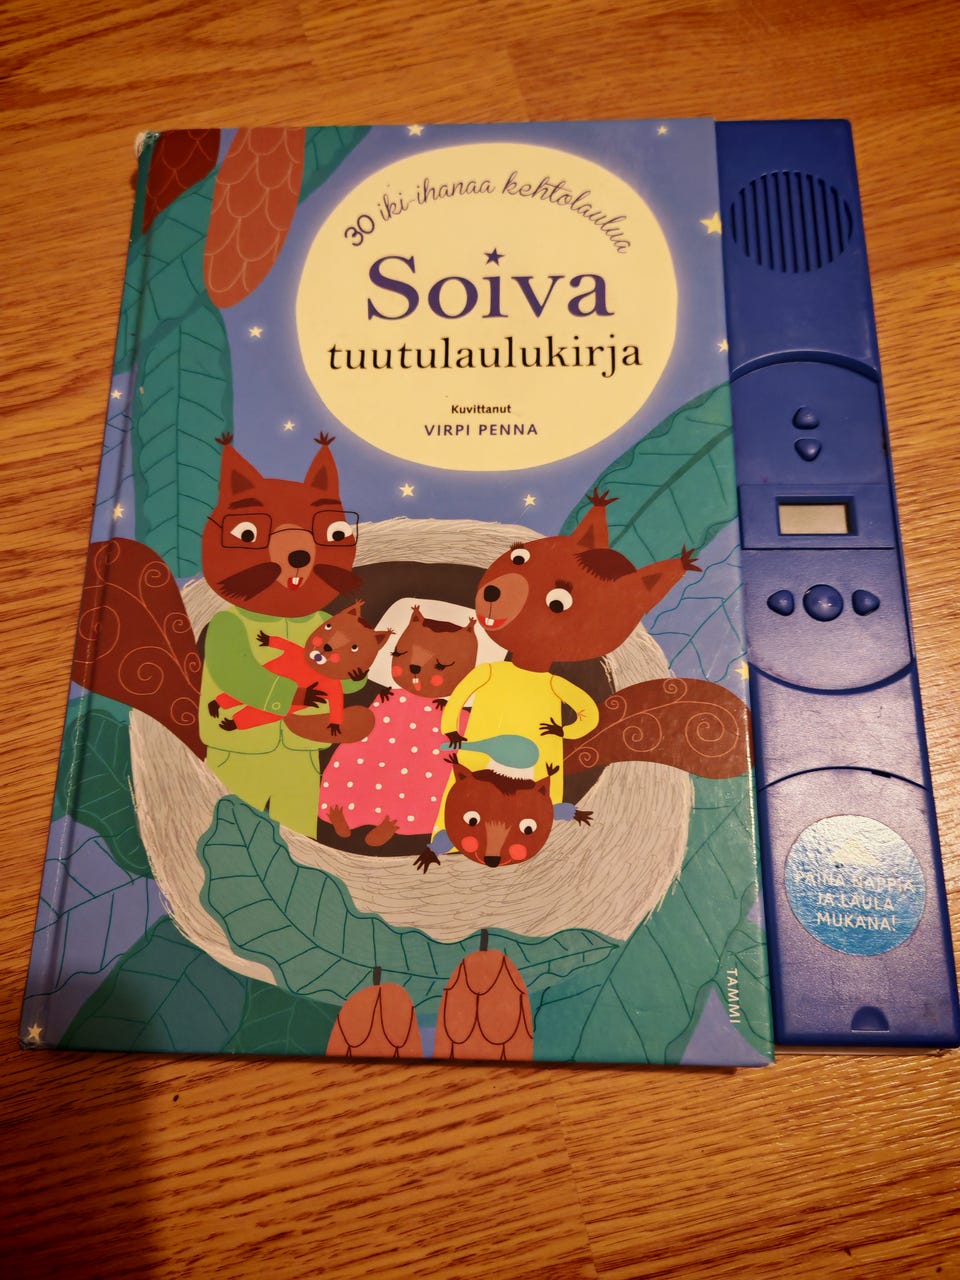 30 iki-ihanaa kehtolaulua
Soiva
tuutulaulukirja
Kuvittanut
VIRPI PENNA
PAINA NAPPIA
JA LAULA
MUKANA!
TAMMI